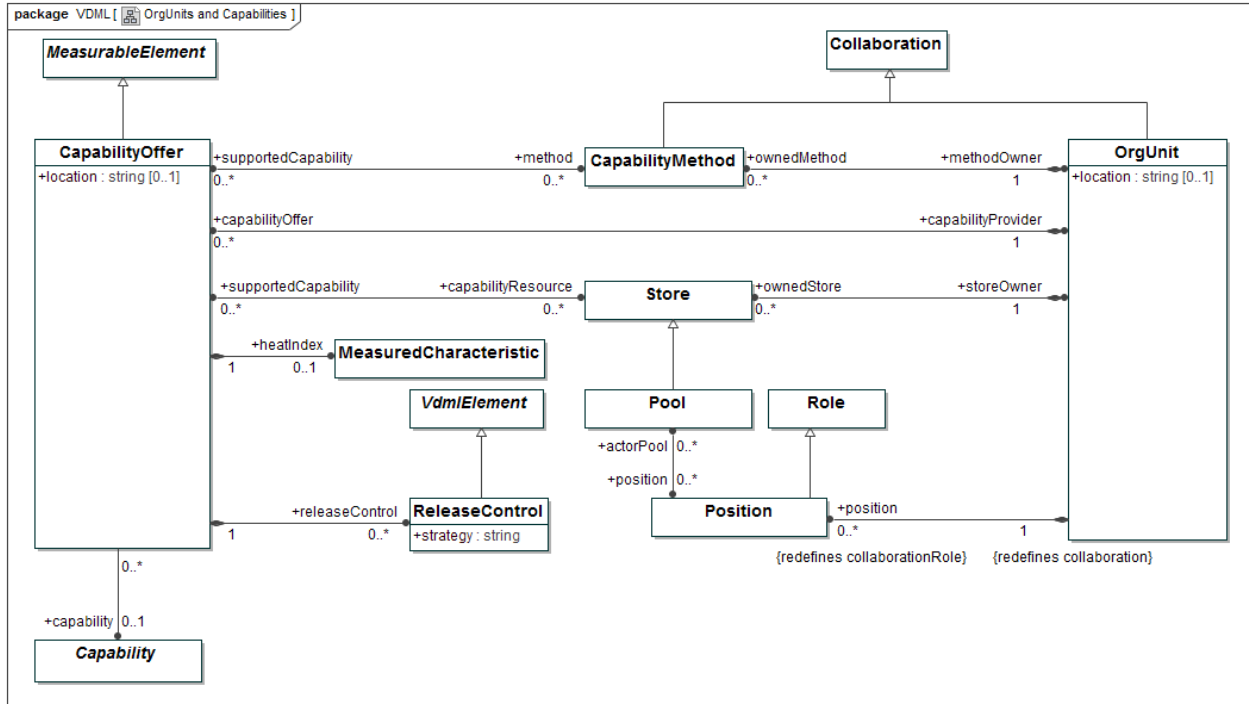 package VDML [ OrgUnits and Capabilities ]
MeasurableElement
Collaboration
CapabilityOffer
+location : string [0..1]
+supportedCapability
0..*
+method
0..*
CapabilityMethod
+ownedMethod
0..*
+methodOwner
1
OrgUnit
+location : string [0..1]
+capabilityOffer
0..*
+capabilityProvider
1
+supportedCapability
0..*
+capabilityResource
0..*
Store
+ownedStore
0..*
+storeOwner
1
+heatIndex
1
0..1
MeasuredCharacteristic
VdmlElement
Pool
Role
+actorPool 0..*
+position 0..*
+releaseControl
1
0..*
ReleaseControl
+strategy : string
Position
+position
0..*
1
{redefines collaborationRole}
{redefines collaboration}
0..*
+capability 0..1
Capability